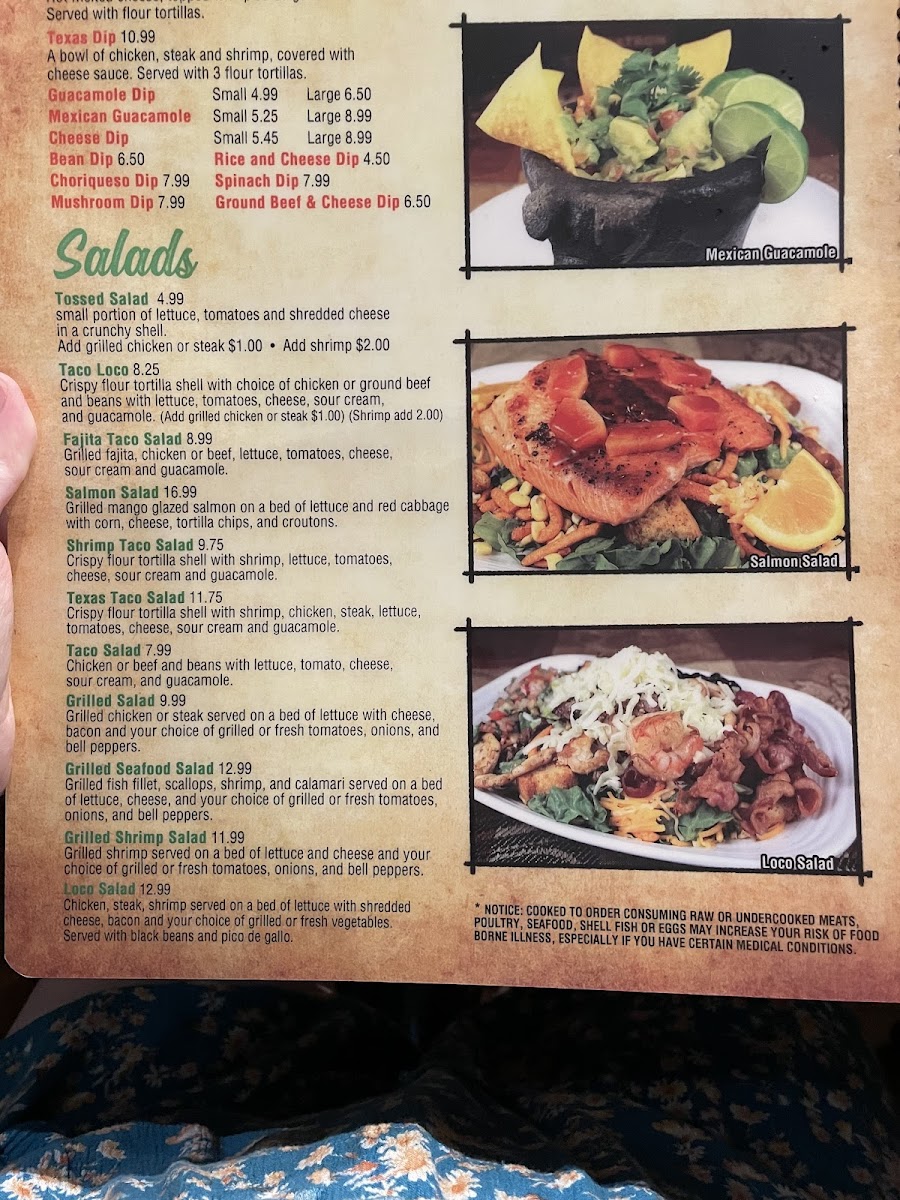 Served with flour tortillas.
Texas Dip 10.99
A bowl of chicken, steak and shrimp, covered with
cheese sauce. Served with 3 flour tortillas.
Guacamole Dip Small 4.99 Large 6.50
Mexican Guacamole Small 5.25 Large 8.99
Cheese Dip Small 5.45 Large 8.99
Bean Dip 6.50 Rice and Cheese Dip 4.50
Choriqueso Dip 7.99 Spinach Dip 7.99
Mushroom Dip 7.99 Ground Beef & Cheese Dip 6.50
Mexican Guacamole
Salads
Tossed Salad 4.99
small portion of lettuce, tomatoes and shredded cheese
in a crunchy shell.
Add grilled chicken or steak $1.00 • Add shrimp $2.00
Taco Loco 8.25
Crispy flour tortilla shell with choice of chicken or ground beef
and beans with lettuce, tomatoes, cheese, sour cream,
and guacamole. (Add grilled chicken or steak $1.00) (Shrimp add 2.00)
Fajita Taco Salad 8.99
Grilled fajita, chicken or beef, lettuce, tomatoes, cheese,
sour cream and guacamole.
Salmon Salad 16.99
Grilled mango glazed salmon on a bed of lettuce and red cabbage
with corn, cheese, tortilla chips, and croutons.
Shrimp Taco Salad 9.75
Crispy flour tortilla shell with shrimp, lettuce, tomatoes,
cheese, sour cream and guacamole.
Texas Taco Salad 11.75
Crispy flour tortilla shell with shrimp, chicken, steak, lettuce,
tomatoes, cheese, sour cream and guacamole.
Taco Salad 7.99
Chicken or beef and beans with lettuce, tomato, cheese,
sour cream, and guacamole.
Grilled Salad 9.99
Grilled chicken or steak served on a bed of lettuce with cheese,
bacon and your choice of grilled or fresh tomatoes, onions, and
bell peppers.
Grilled Seafood Salad 12.99
Grilled fish fillet, scallops, shrimp, and calamari served on a bed
of lettuce, cheese, and your choice of grilled or fresh tomatoes,
onions, and bell peppers.
Grilled Shrimp Salad 11.99
Grilled shrimp served on a bed of lettuce and cheese and your
choice of grilled or fresh tomatoes, onions, and bell peppers.
Loco Salad 12.99
Chicken, steak, shrimp served on a bed of lettuce with shredded
cheese, bacon and your choice of grilled or fresh vegetables.
Served with black beans and pico de gallo.
Salmon Salad
Loco Salad
* NOTICE: COOKED TO ORDER CONSUMING RAW OR UNDERCOOKED MEATS,
POULTRY, SEAFOOD, SHELL FISH OR EGGS MAY INCREASE YOUR RISK OF FOOD
BORNE ILLNESS, ESPECIALLY IF YOU HAVE CERTAIN MEDICAL CONDITIONS.